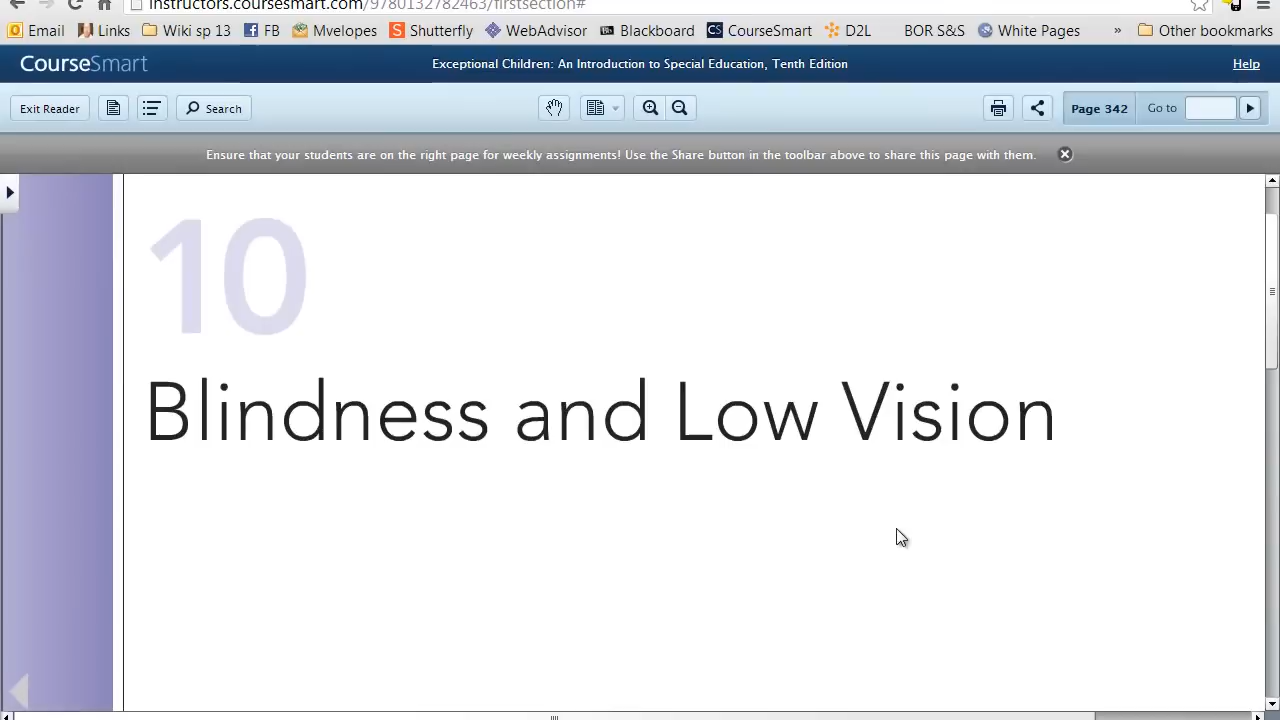 instructors.coursesmart.com/9780132782463/firstsection#
Email Links Wiki sp 13 FB Mvelopes Shutterfly WebAdvisor Blackboard CourseSmart D2L BOR S&S White Pages » Other bookmarks
CourseSmart Exceptional Children: An Introduction to Special Education, Tenth Edition Help
Exit Reader Search Page 342 Go to
Ensure that your students are on the right page for weekly assignments! Use the Share button in the toolbar above to share this page with them.
10
Blindness and Low Vision